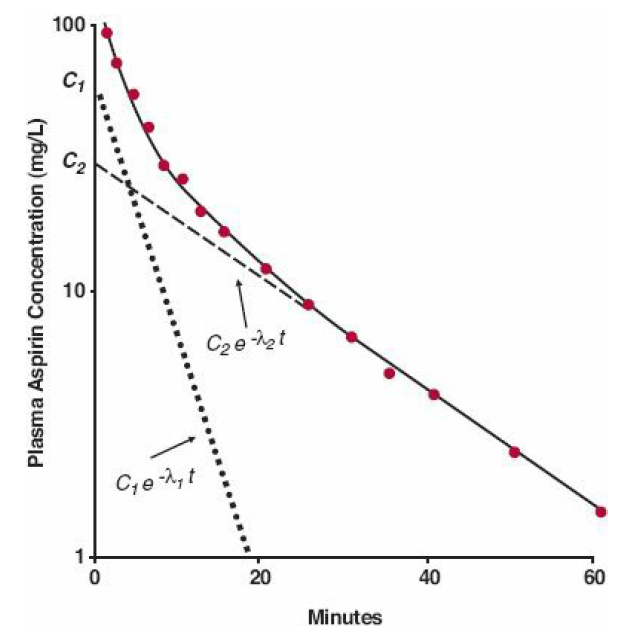 100
C₁
C₂
10
1
Plasma Aspirin Concentration (mg/L)
C₂e^-λ₂t
C₁e^-λ₁t
0 20 40 60
Minutes